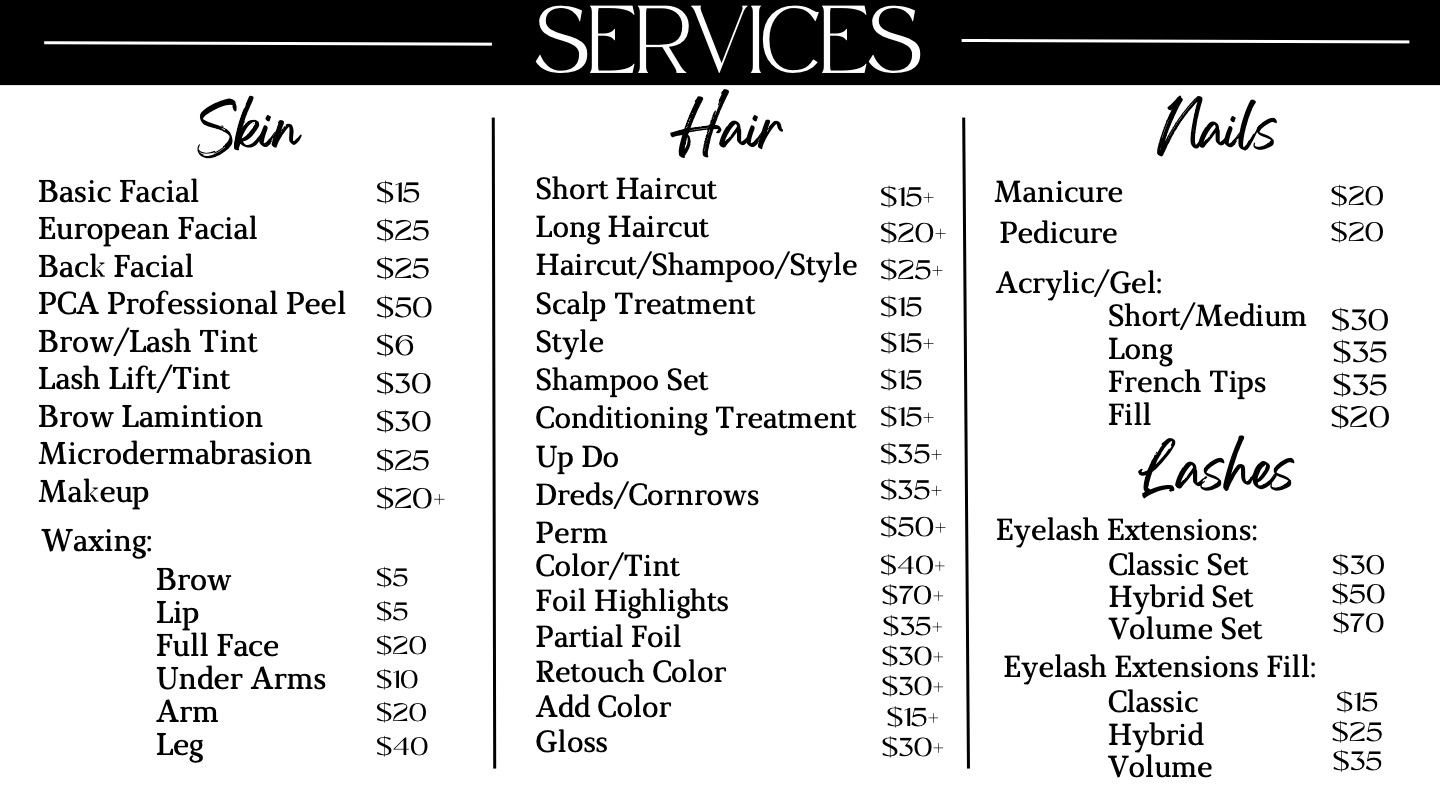 SERVICES
Skin
Basic Facial $15
European Facial $25
Back Facial $25
PCA Professional Peel $50
Brow/Lash Tint $6
Lash Lift/Tint $30
Brow Lamintion $30
Microdermabrasion $25
Makeup $20+
Waxing:
Brow $5
Lip $5
Full Face $20
Under Arms $10
Arm $20
Leg $40
Hair
Short Haircut $15+
Long Haircut $20+
Haircut/Shampoo/Style $25+
Scalp Treatment $15
Style $15+
Shampoo Set $15
Conditioning Treatment $15+
Up Do $35+
Dreds/Cornrows $35+
Perm $50+
Color/Tint $40+
Foil Highlights $70+
Partial Foil $35+
$30+
Retouch Color $30+
Add Color $15+
Gloss $30+
Nails
Manicure $20
Pedicure $20
Acrylic/Gel:
Short/Medium $30
Long $35
French Tips $35
Fill $20
Lashes
Eyelash Extensions:
Classic Set $30
Hybrid Set $50
Volume Set $70
Eyelash Extensions Fill:
Classic $15
Hybrid $25
Volume $35